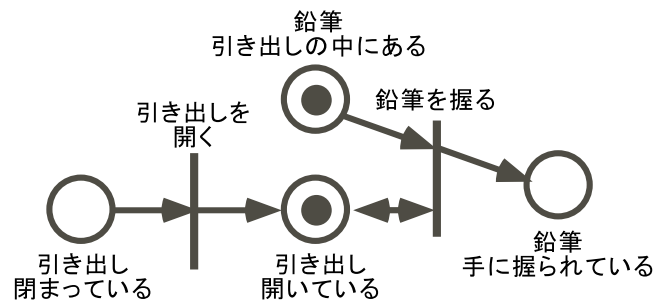 鉛筆
引き出しの中にある
鉛筆を握る
引き出しを
開く
引き出し
閉まっている
引き出し
開いている
鉛筆
手に握られている